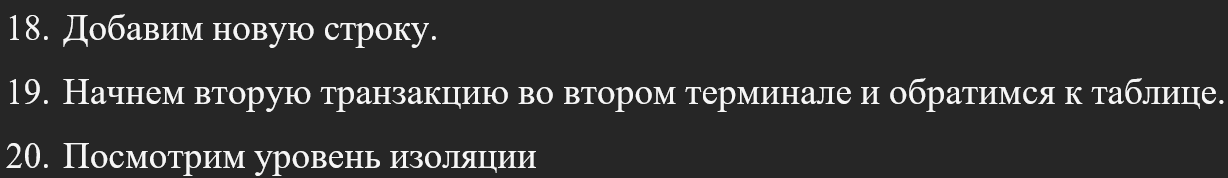 18. Добавим новую строку.
19. Начнем вторую транзакцию во втором терминале и обратимся к таблице.
20. Посмотрим уровень изоляции